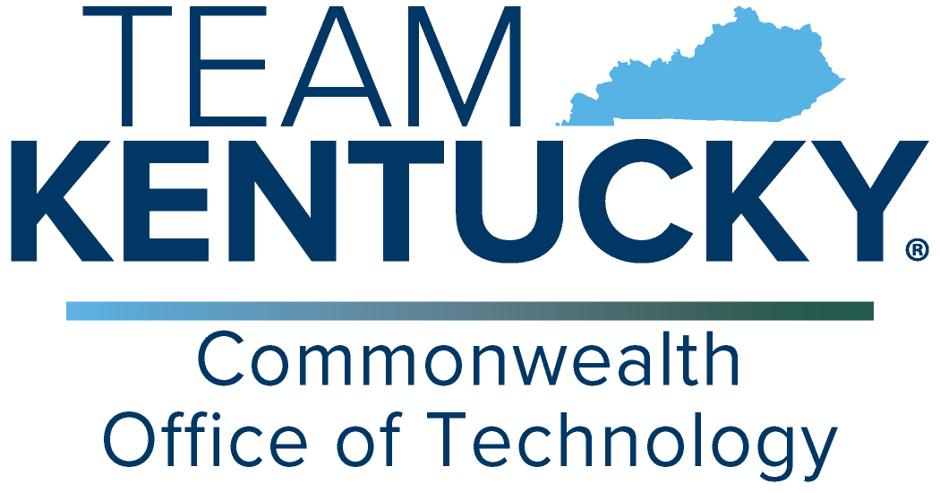 TEAM
KENTUCKY®
Commonwealth
Office of Technology